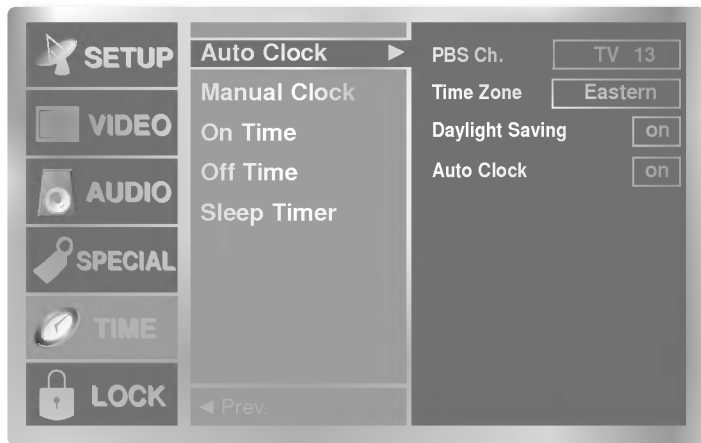 SETUP
VIDEO
AUDIO
SPECIAL
TIME
LOCK
Auto Clock ►
Manual Clock
On Time
Off Time
Sleep Timer
◄ Prev.
PBS Ch. TV 13
Time Zone Eastern
Daylight Saving on
Auto Clock on